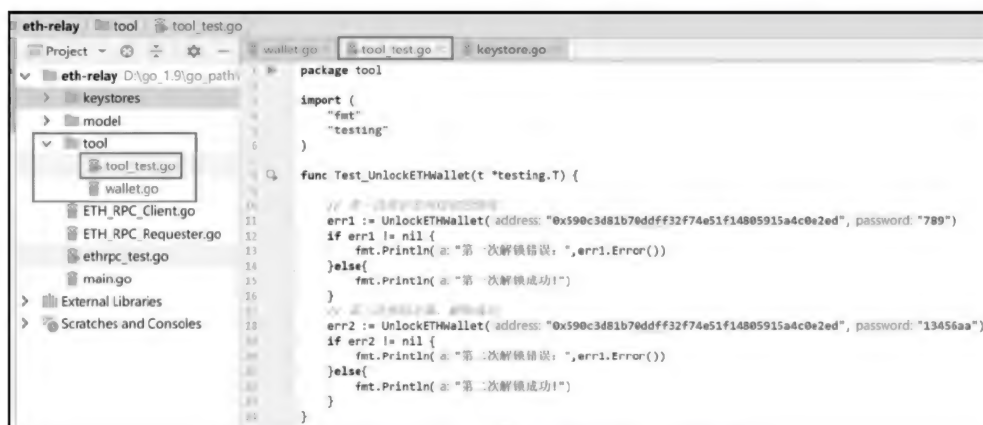 eth-relay tool tool_test.go
Project
wallet.go tool_test.go keystore.go
eth-relay D:\go_1.9\go_path\
keystores
model
tool
tool_test.go
wallet.go
ETH_RPC_Client.go
ETH_RPC_Requester.go
ethrpc_test.go
main.go
External Libraries
Scratches and Consoles
package tool
import (
"fmt"
"testing"
)
func Test_UnlockETHWallet(t *testing.T) {
err1 := UnlockETHWallet( address: "0x590c3d81b70ddff32f74e51f14805915a4c0e2ed", password: "789")
if err1 != nil {
fmt.Println( a: "第一次解锁错误: ",err1.Error())
}else{
fmt.Println( a: "第一次解锁成功!")
}
err2 := UnlockETHWallet( address: "0x590c3d81b70ddff32f74e51f14805915a4c0e2ed", password: "13456aa")
if err2 != nil {
fmt.Println( a: "第二次解锁错误: ",err1.Error())
}else{
fmt.Println( a: "第二次解锁成功!")
}
}